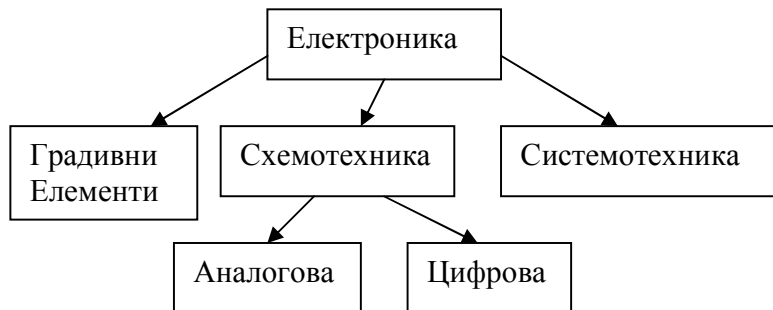 Електроника
Градивни
Елементи
Схемотехника
Системотехника
Аналогова
Цифрова